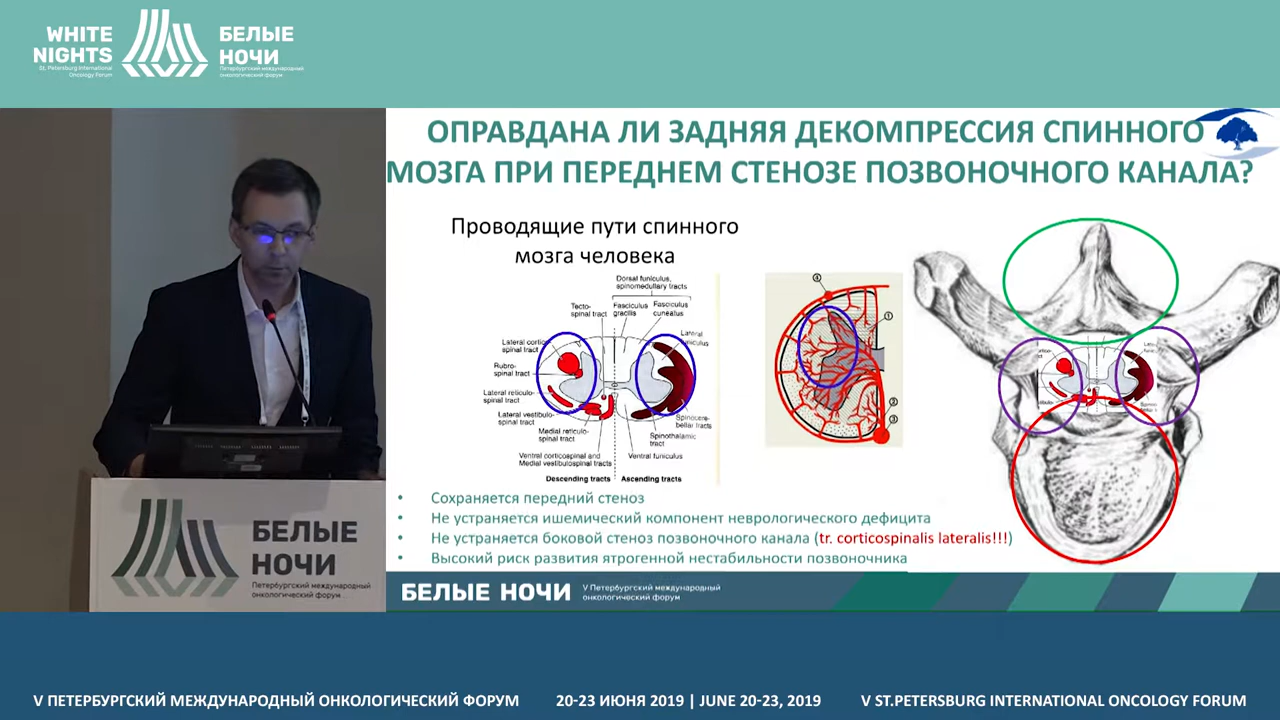 WHITE
NIGHTS
St. Petersburg International
Oncology Forum
БЕЛЫЕ
НОЧИ
Петербургский международный
онкологический форум
ОПРАВДАНА ЛИ ЗАДНЯЯ ДЕКОМПРЕССИЯ СПИННОГО
МОЗГА ПРИ ПЕРЕДНЕМ СТЕНОЗЕ ПОЗВОНОЧНОГО КАНАЛА?
Проводящие пути спинного
мозга человека
Dorsal funiculus,
spinomedullary tracts
Tecto-
spinal tract
Fasciculus
gracilis
Fasciculus
cuneatus
Lateral cortico-
spinal tract
Lateral
funiculus
Rubro-
spinal tract
Lateral reticulo-
spinal tract
Lateral vestibulo-
spinal tract
Medial reticulo-
spinal tract
Spinocere-
bellar tracts
Spinothalamic
tract
Ventral corticospinal and
Medial vestibulospinal tracts
Ventral funiculus
Descending tracts
Ascending tracts
4
1
2
3
• Сохраняется передний стеноз
• Не устраняется ишемический компонент неврологического дефицита
• Не устраняется боковой стеноз позвоночного канала (tr. corticospinalis lateralis!!!)
• Высокий риск развития ятрогенной нестабильности позвоночника
БЕЛЫЕ НОЧИ
V Петербургский международный
онкологический форум
БЕЛЫЕ
НОЧИ
Петербургский международный
онкологический форум
V ПЕТЕРБУРГСКИЙ МЕЖДУНАРОДНЫЙ ОНКОЛОГИЧЕСКИЙ ФОРУМ
20-23 ИЮНЯ 2019 | JUNE 20-23, 2019
V ST.PETERSBURG INTERNATIONAL ONCOLOGY FORUM